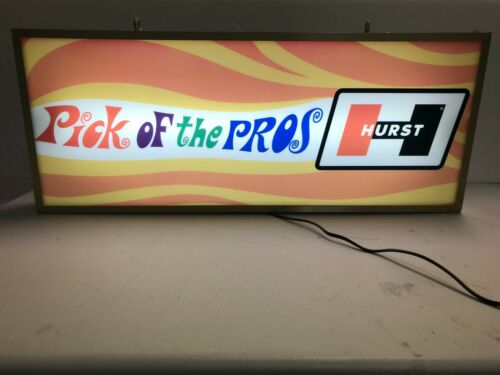 Pick OF the PROS
HURST